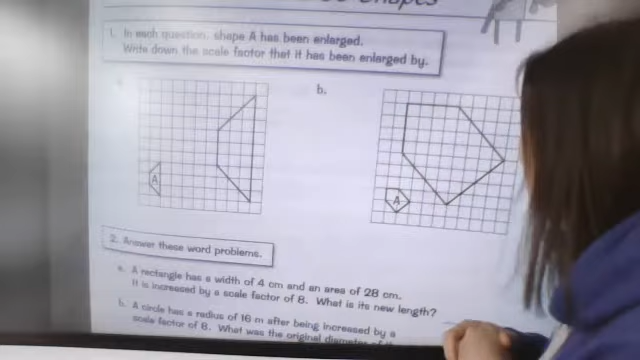 Shapes
1. In each question, shape A has been enlarged.
Write down the scale factor that it has been enlarged by.
b.
A
A
2. Answer these word problems.
a. A rectangle has a width of 4 cm and an area of 28 cm.
It is increased by a scale factor of 8. What is its new length?
b. A circle has a radius of 16 m after being increased by a
scale factor of 8. What was the original diameter of